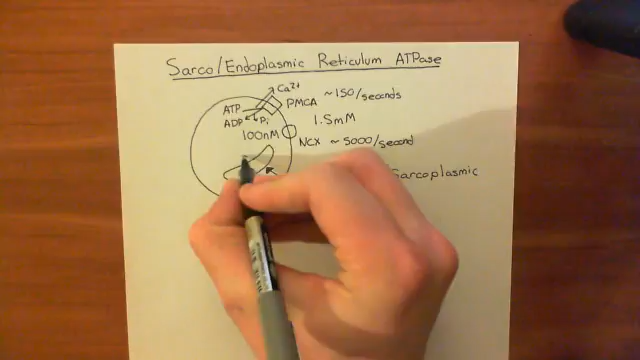 Sarco/Endoplasmic Reticulum ATPase
Ca²⁺
ATP
PMCA ~150/seconds
ADP Pi
1.5mM
100nM
NCX ~5000/second
Sarcoplasmic